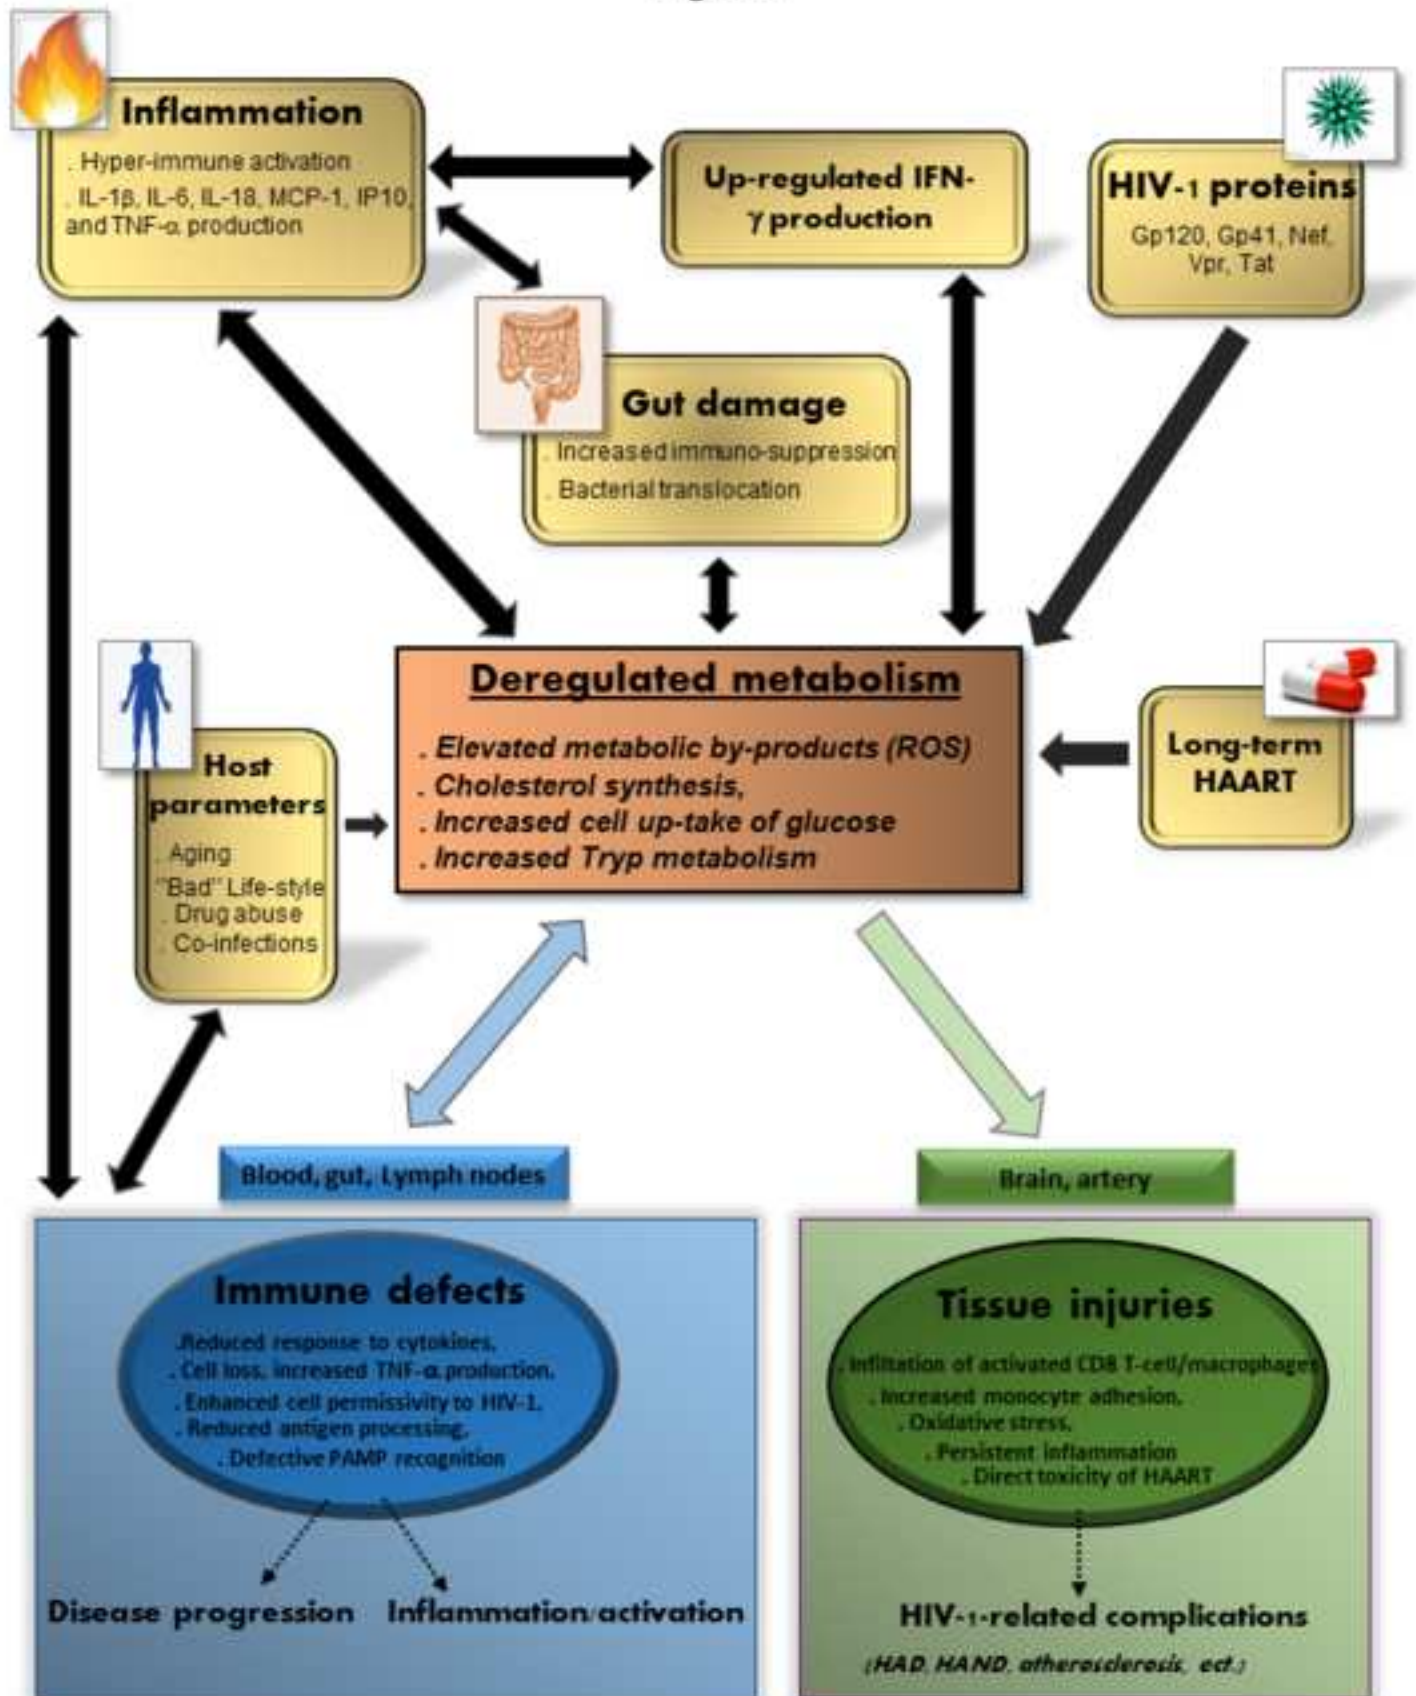 Inflammation
. Hyper-immune activation
. IL-1β, IL-6, IL-18, MCP-1, IP10,
and TNF-α production
Up-regulated IFN-
γ production
HIV-1 proteins
Gp120, Gp41, Nef,
Vpr, Tat
Gut damage
. Increased immuno-suppression
. Bacterial translocation
Deregulated metabolism
. Elevated metabolic by-products (ROS)
. Cholesterol synthesis,
. Increased cell up-take of glucose
. Increased Tryp metabolism
Host
parameters
. Aging
"Bad" Life-style
. Drug abuse
. Co-infections
Long-term
HAART
Blood, gut, Lymph nodes
Immune defects
.Reduced response to cytokines,
. Cell loss, increased TNF-α production,
. Enhanced cell permissivity to HIV-1,
. Reduced antigen processing,
. Defective PAMP recognition
Disease progression
Inflammation/activation
Brain, artery
Tissue injuries
. Infiltation of activated CD8 T-cell/macrophages
. Increased monocyte adhesion,
. Oxidative stress,
. Persistent inflammation
. Direct toxicity of HAART
HIV-1-related complications
(HAD, HAND, atherosclerosis, ect.)